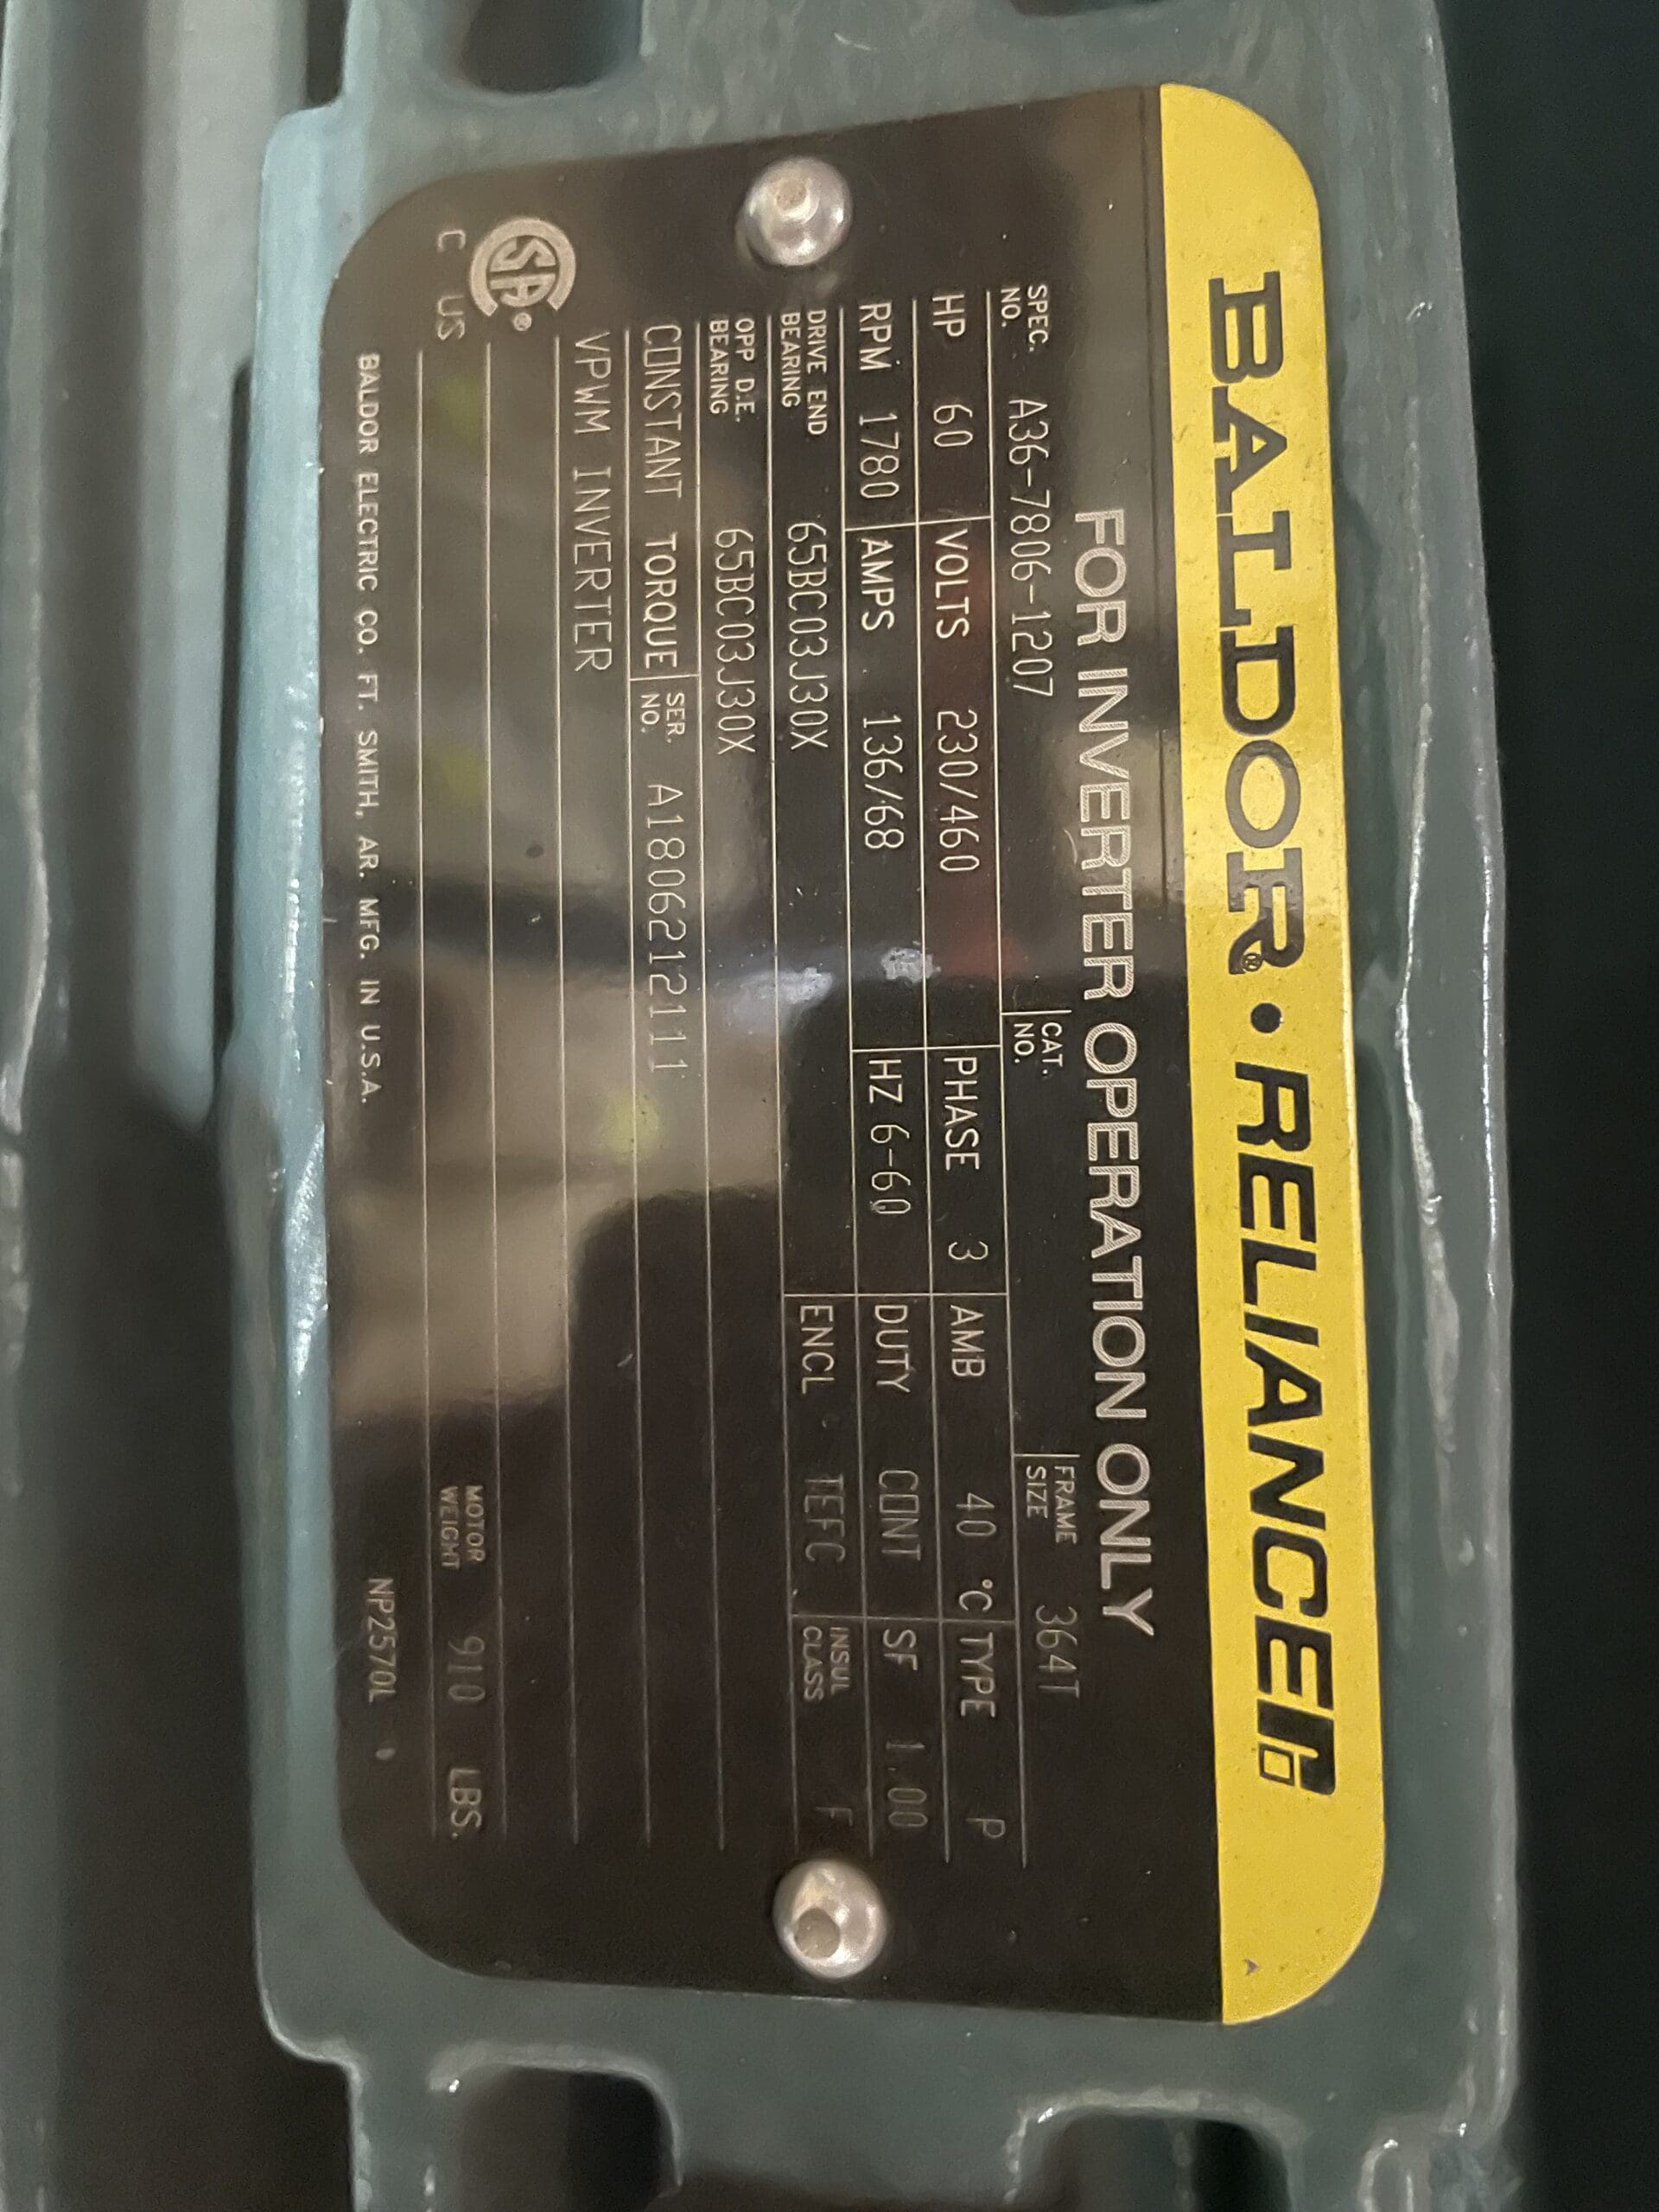 BALDOR® • RELIANCE
FOR INVERTER OPERATION ONLY
SPEC. NO. A36-7806-1207 CAT. NO. FRAME SIZE 364T
HP 60 VOLTS 230/460 PHASE 3 AMB 40 °C TYPE P
RPM 1780 AMPS 136/68 HZ 6-60 DUTY CONT SF 1.00
DRIVE END BEARING 65BC03J30X ENCL TEFC INSUL CLASS F
OPP D.E. BEARING 65BC03J30X
CONSTANT TORQUE SER. NO. A1806212111
VPWM INVERTER
SA®
C US
MOTOR WEIGHT 910 LBS.
BALDOR ELECTRIC CO. FT. SMITH, AR. MFG. IN U.S.A. NP2570L